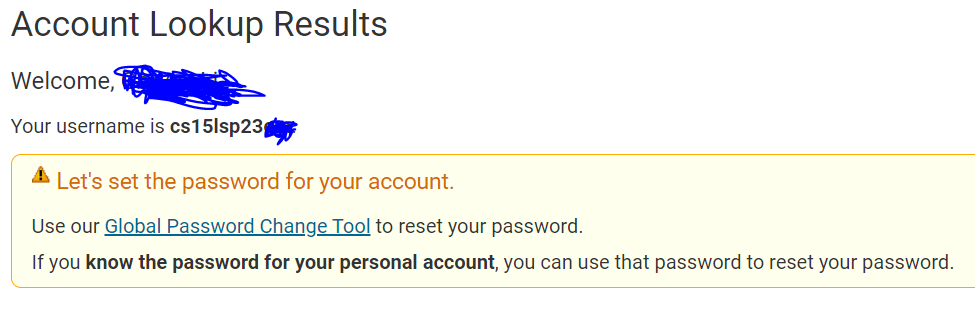 Account Lookup Results
Welcome,
Your username is cs15lsp23
Let's set the password for your account.
Use our Global Password Change Tool to reset your password.
If you know the password for your personal account, you can use that password to reset your password.